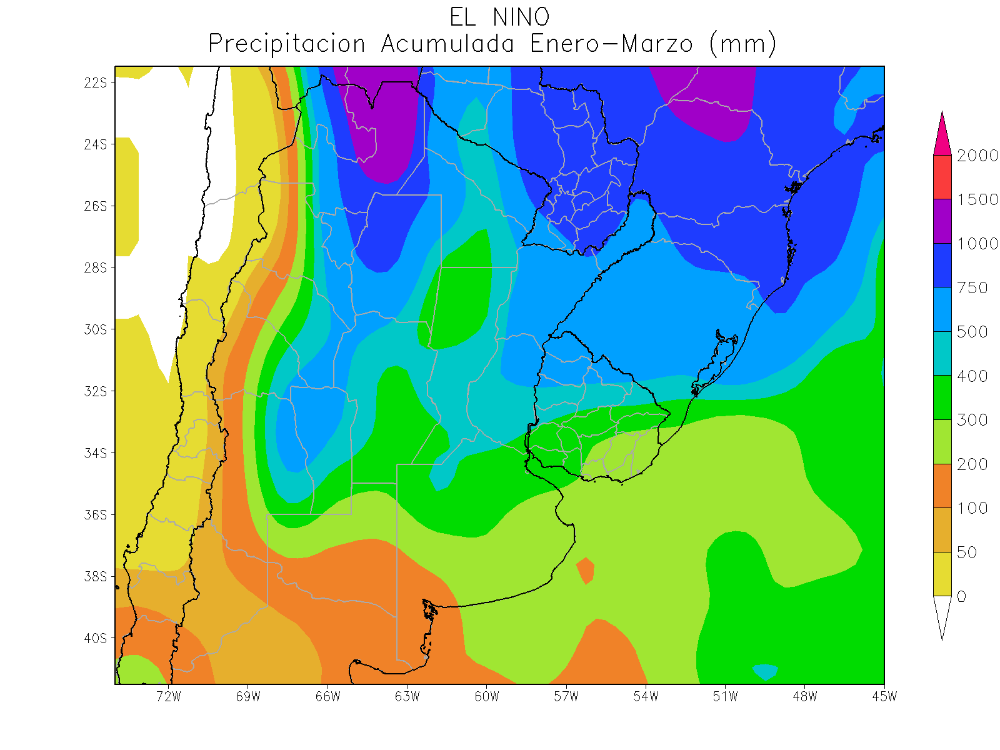 EL NINO
Precipitacion Acumulada Enero-Marzo (mm)
22S
24S
26S
28S
30S
32S
34S
36S
38S
40S
72W 69W 66W 63W 60W 57W 54W 51W 48W 45W
2000
1500
1000
750
500
400
300
200
100
50
0